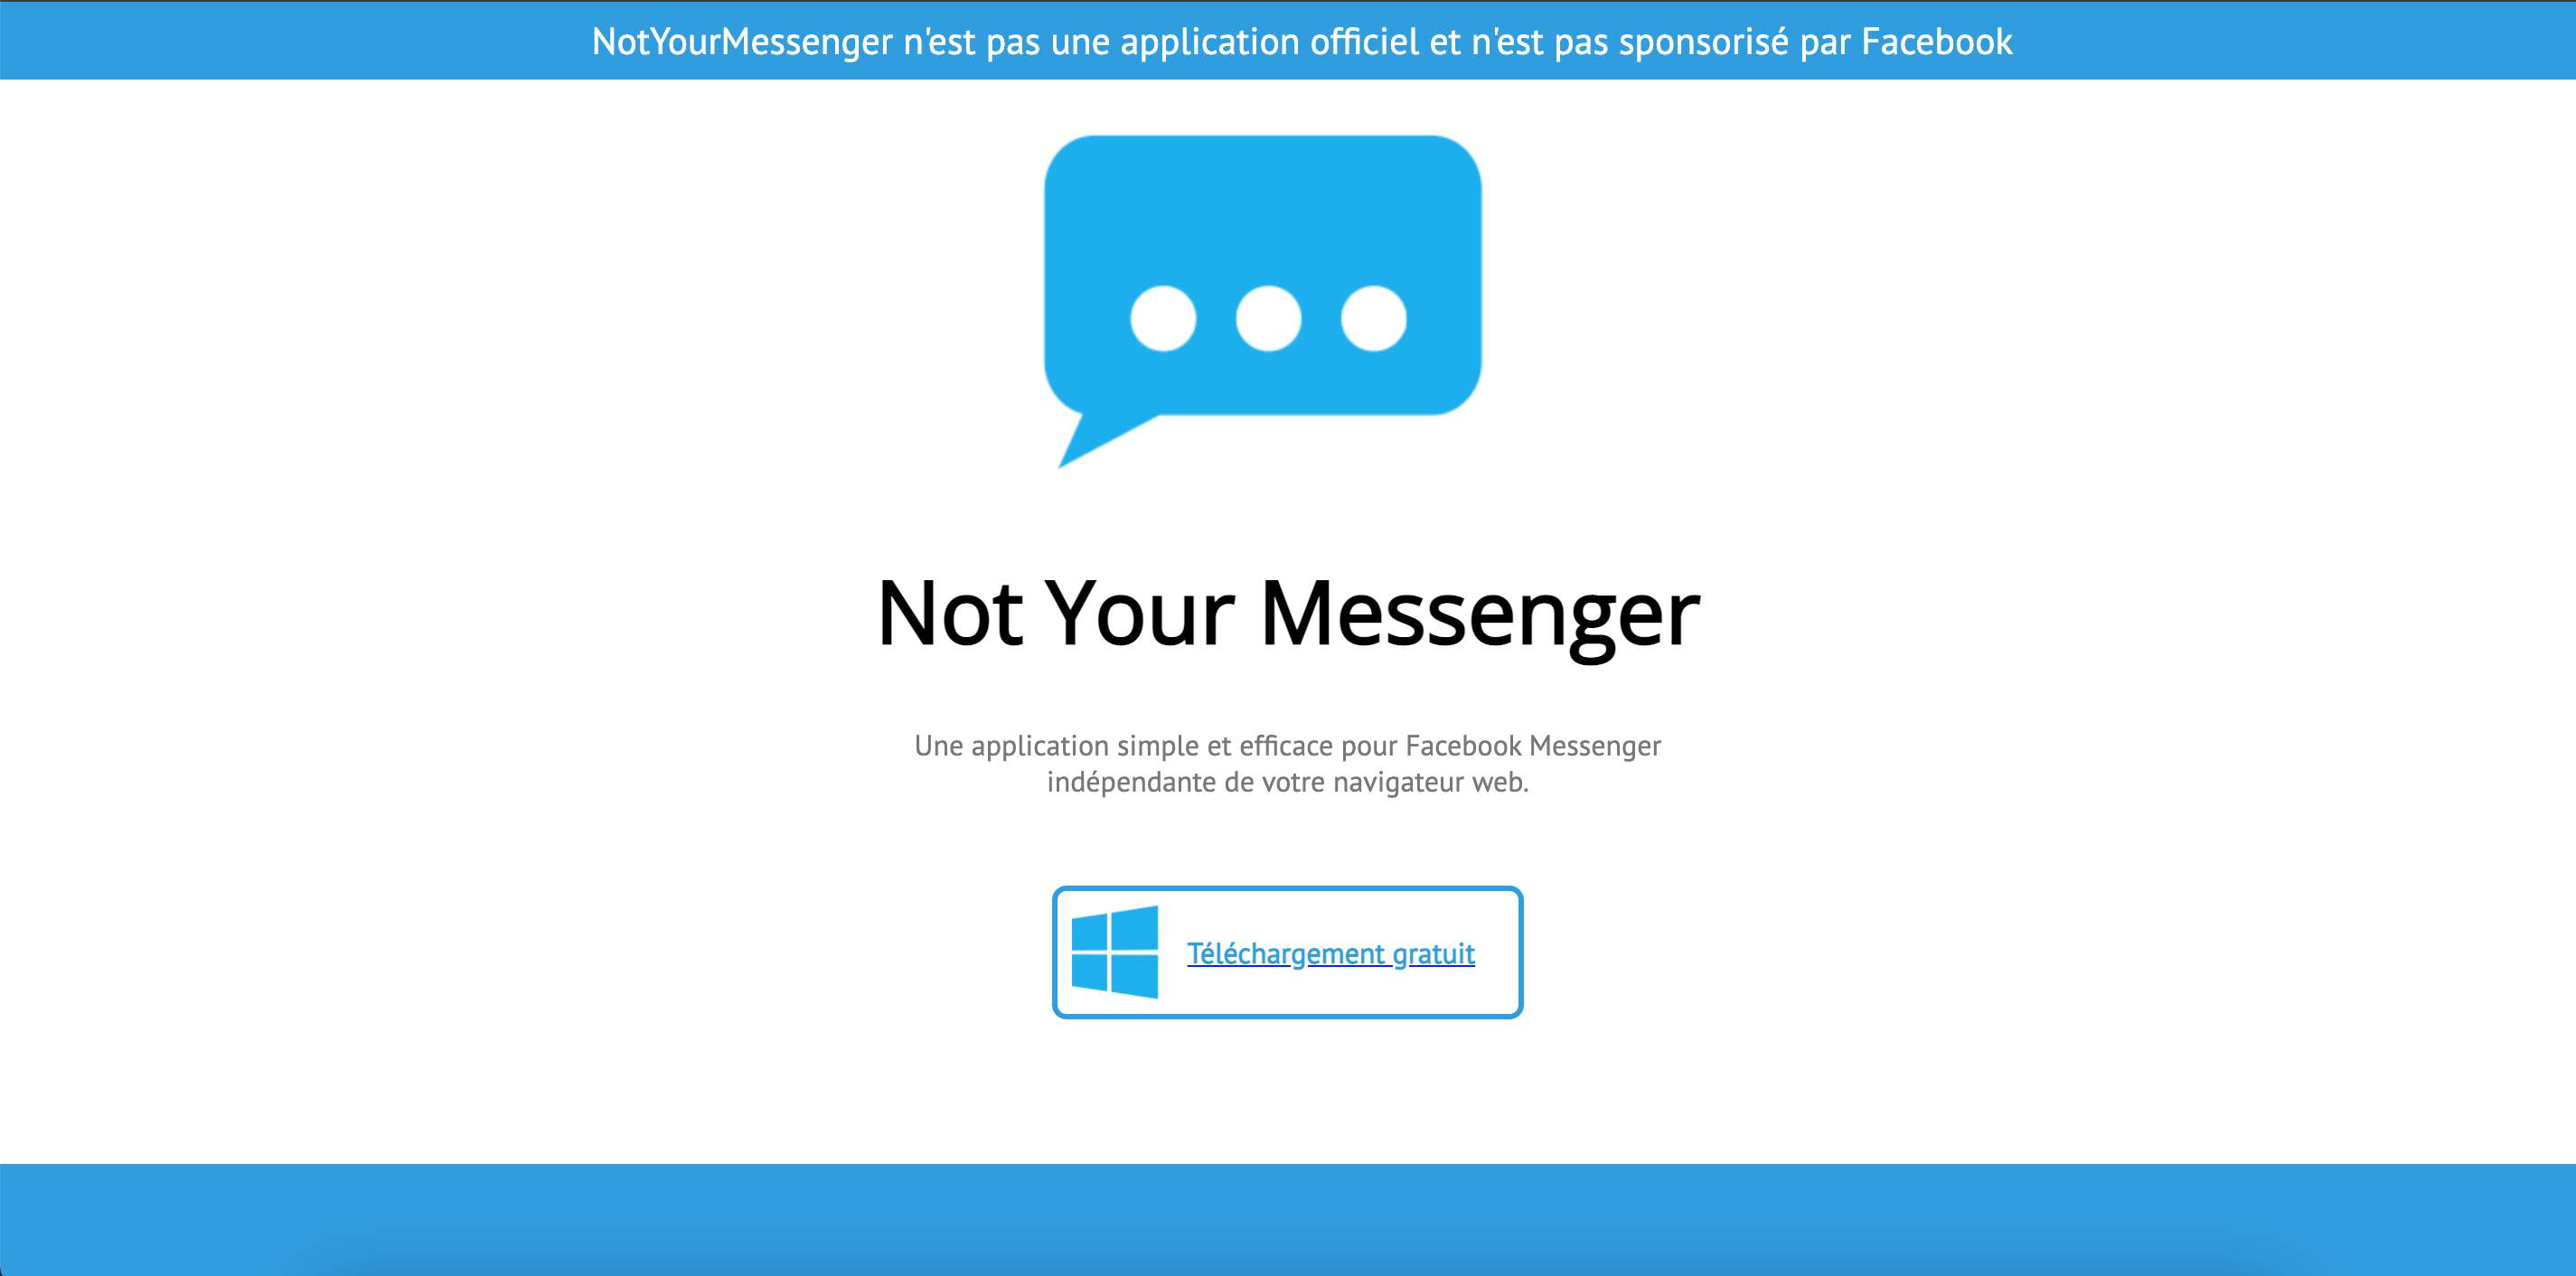 NotYourMessenger n'est pas une application officiel et n'est pas sponsorisé par Facebook
Not Your Messenger
Une application simple et efficace pour Facebook Messenger
indépendante de votre navigateur web.
Téléchargement gratuit